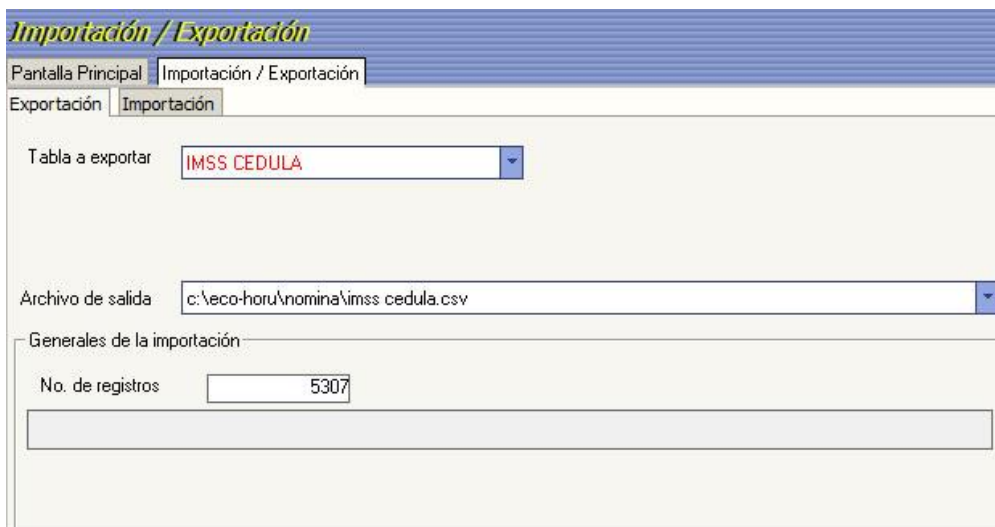 Importación / Exportación
Pantalla Principal Importación / Exportación
Exportación Importación
Tabla a exportar IMSS CEDULA
Archivo de salida c:\eco-horu\nomina\imss cedula.csv
Generales de la importación
No. de registros 5307